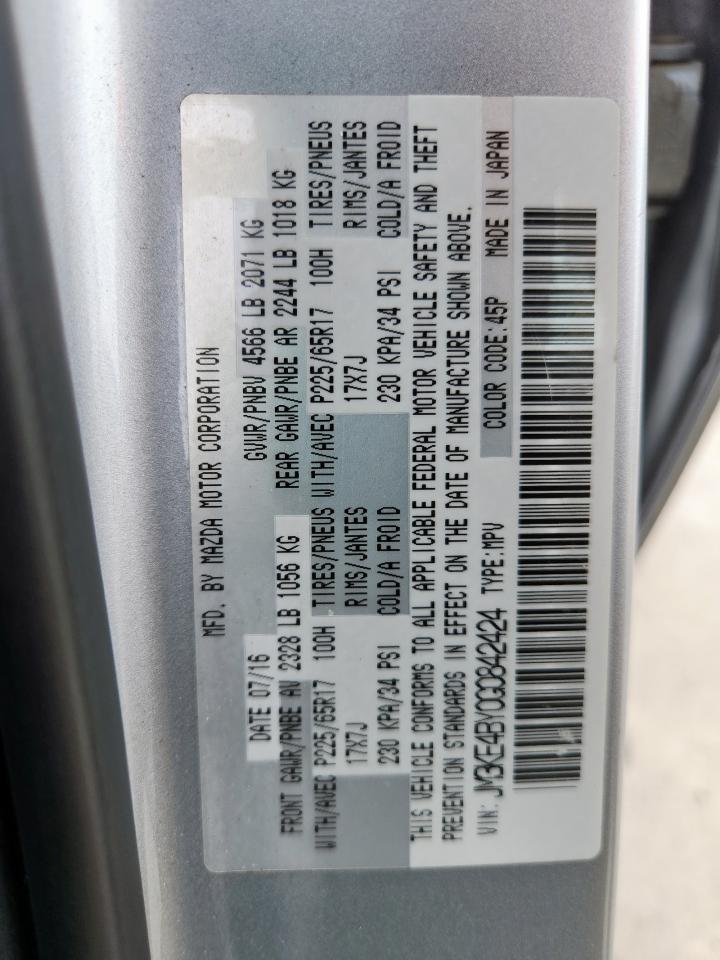 MFD. BY MAZDA MOTOR CORPORATION
DATE 07/16 GVWR/PNBV 4566 LB 2071 KG
FRONT GAWR/PNBE AV 2328 LB 1056 KG REAR GAWR/PNBE AR 2244 LB 1018 KG
WITH/AVEC P225/65R17 100H TIRES/PNEUS WITH/AVEC P225/65R17 100H TIRES/PNEUS
17X7J RIMS/JANTES 17X7J RIMS/JANTES
230 KPA/34 PSI COLD/A FROID 230 KPA/34 PSI COLD/A FROID
THIS VEHICLE CONFORMS TO ALL APPLICABLE FEDERAL MOTOR VEHICLE SAFETY AND THEFT
PREVENTION STANDARDS IN EFFECT ON THE DATE OF MANUFACTURE SHOWN ABOVE.
VIN: JM3KE4BY0G0842424 TYPE:MPV COLOR CODE:45P MADE IN JAPAN